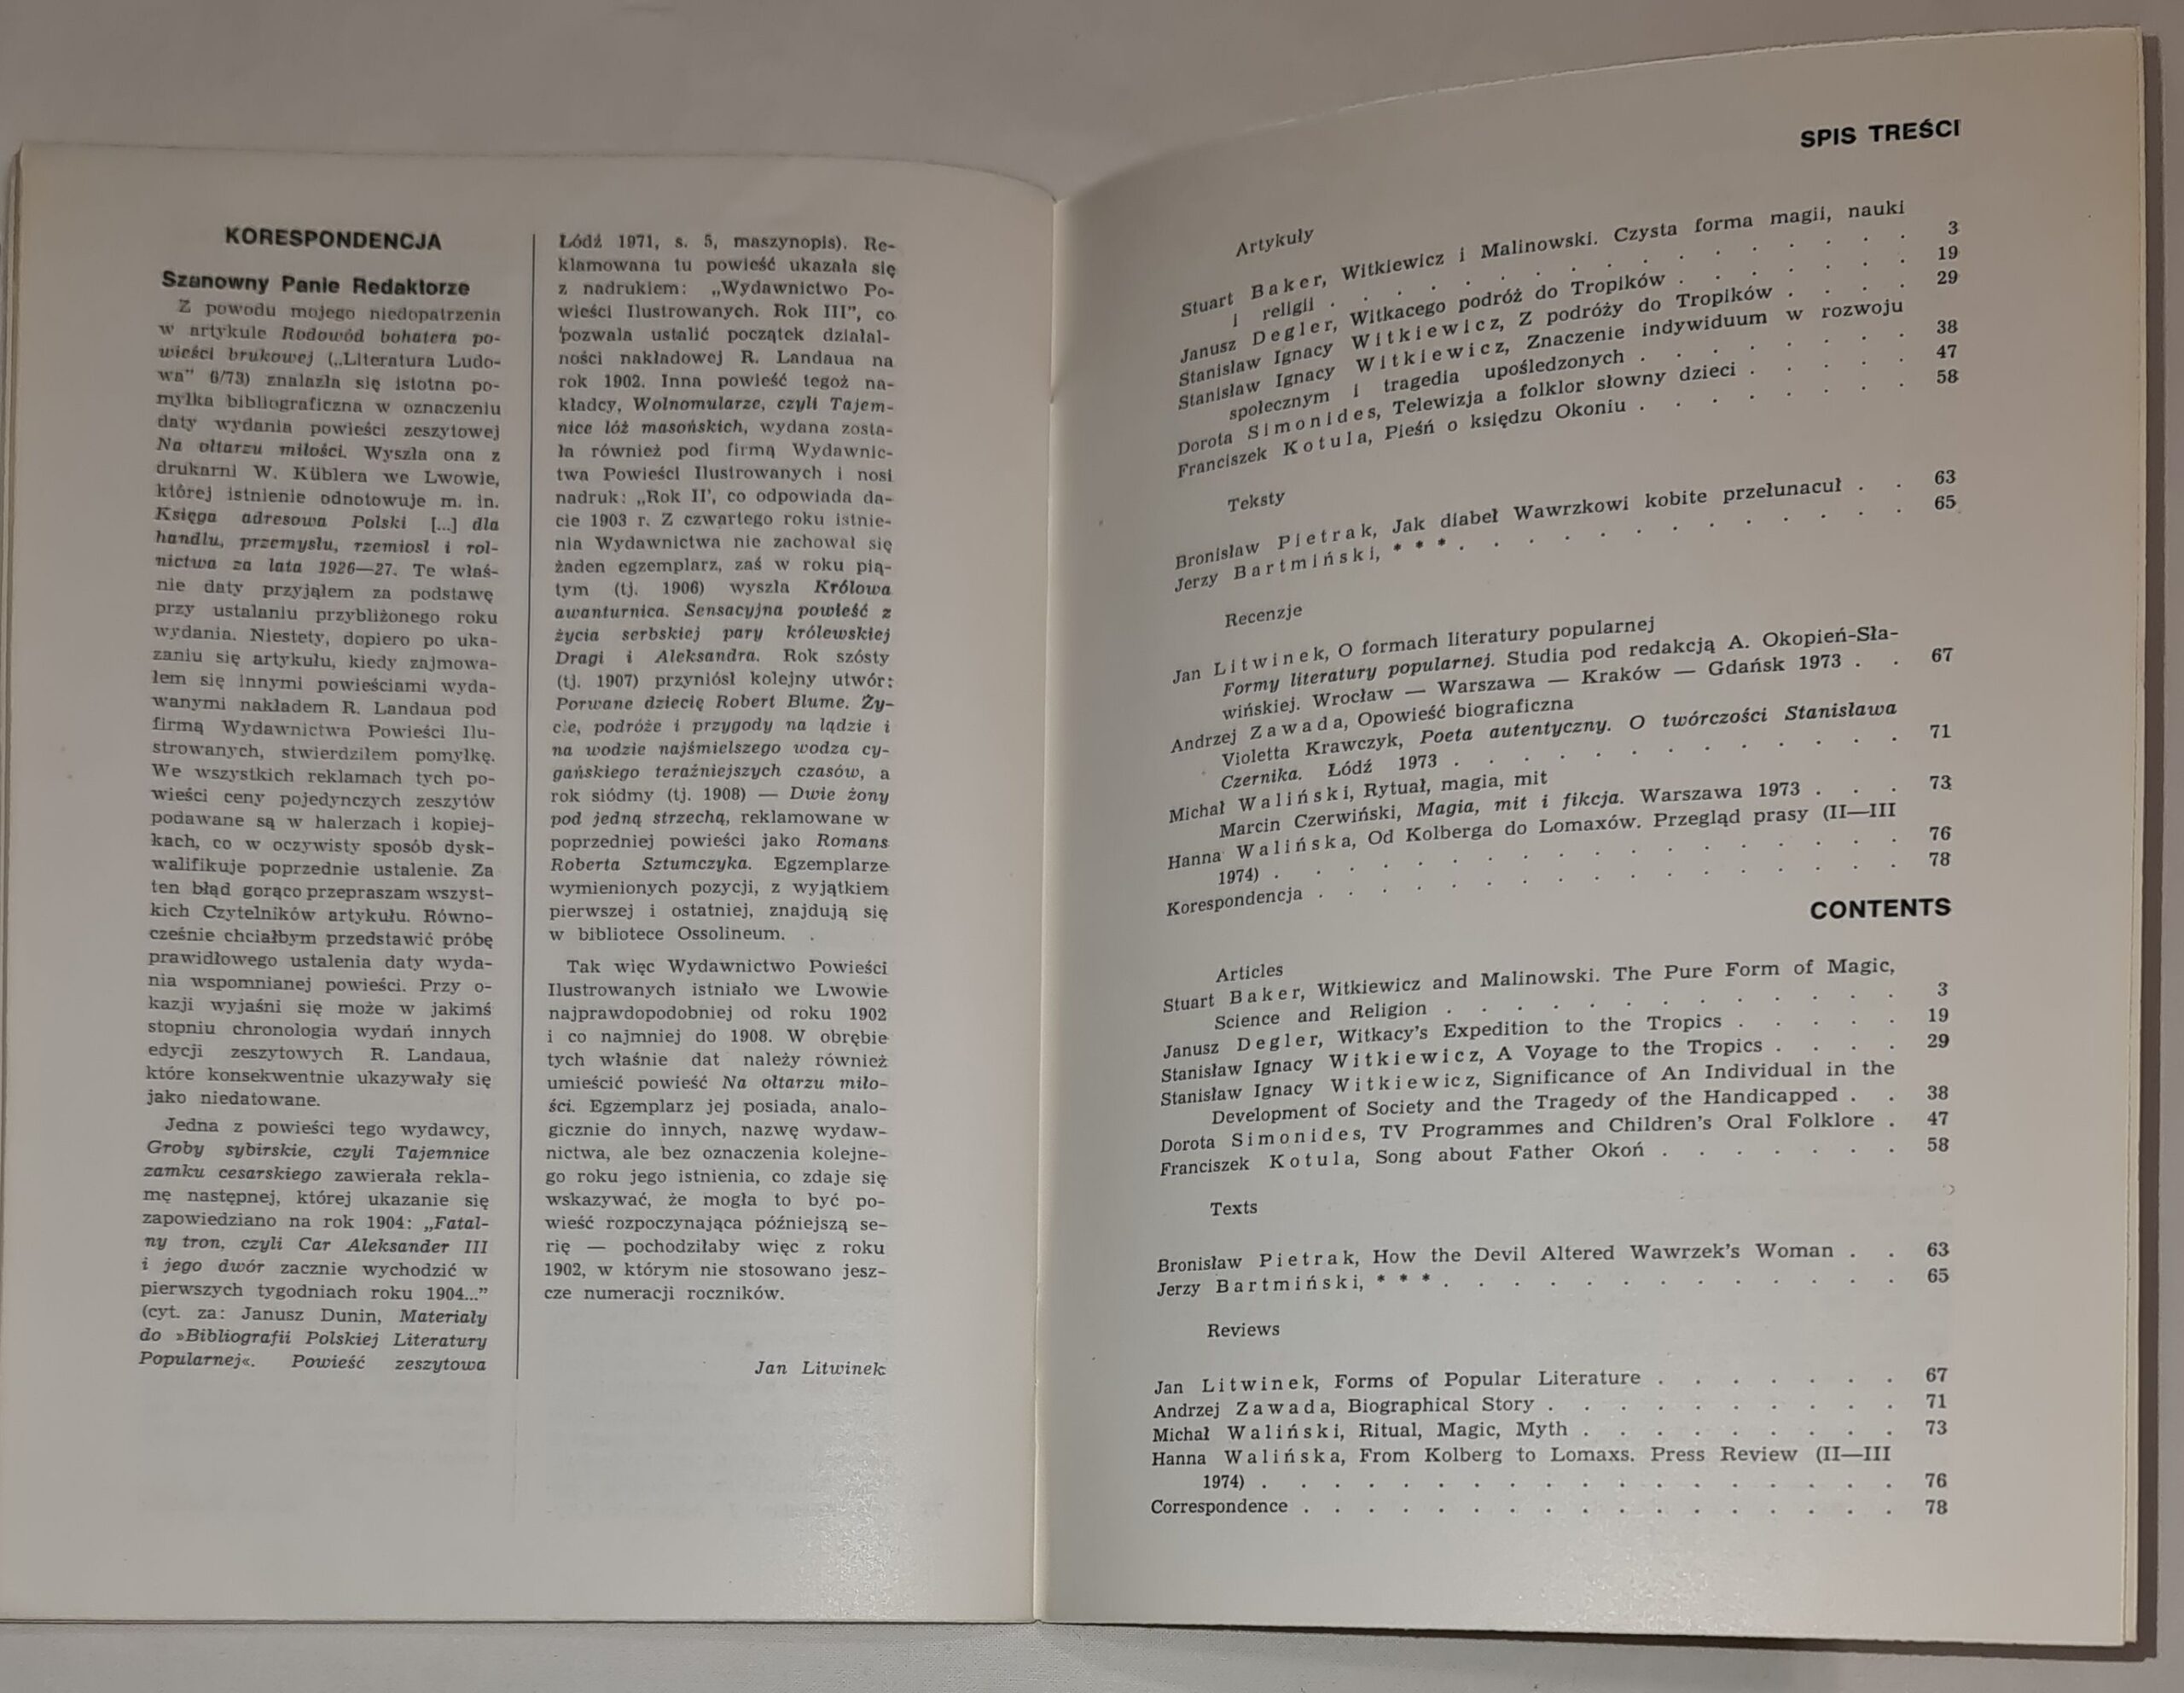 KORESPONDENCJA
Szanowny Panie Redaktorze
Z powodu mojego niedopatrzenia
w artykule Rodowód bohatera po-
wieści brukowej („Literatura Ludo-
wa" 6/73) znalazła się istotna po-
myłka bibliograficzna w oznaczeniu
daty wydania powieści zeszytowej
Na ołtarzu miłości. Wyszła ona z
drukarni W. Küblera we Lwowie,
której istnienie odnotowuje m. in.
Księga adresowa Polski [...] dla
handlu, przemysłu, rzemiosł i rol-
nictwa za lata 1926—27. Te właś-
nie daty przyjąłem za podstawę
przy ustalaniu przybliżonego roku
wydania. Niestety, dopiero po uka-
zaniu się artykułu, kiedy zajmowa-
łem się innymi powieściami wyda-
wanymi nakładem R. Landaua pod
firmą Wydawnictwa Powieści Ilu-
strowanych, stwierdziłem pomyłkę.
We wszystkich reklamach tych po-
wieści ceny pojedynczych zeszytów
podawane są w halerzach i kopiej-
kach, co w oczywisty sposób dysk-
walifikuje poprzednie ustalenie. Za
ten błąd gorąco przepraszam wszyst-
kich Czytelników artykułu. Równo-
cześnie chciałbym przedstawić próbę
prawidłowego ustalenia daty wyda-
nia wspomnianej powieści. Przy o-
kazji wyjaśni się może w jakimś
stopniu chronologia wydań innych
edycji zeszytowych R. Landaua,
które konsekwentnie ukazywały się
jako niedatowane.
Jedna z powieści tego wydawcy,
Groby sybirskie, czyli Tajemnice
zamku cesarskiego zawierała rekla-
mę następnej, której ukazanie się
zapowiedziano na rok 1904: „Fatal-
ny tron, czyli Car Aleksander III
i jego dwór zacznie wychodzić w
pierwszych tygodniach roku 1904..."
(cyt. za: Janusz Dunin, Materiały
do »Bibliografii Polskiej Literatury
Popularnej«. Powieść zeszytowa
Łódź 1971, s. 5, maszynopis). Re-
klamowana tu powieść ukazała się
z nadrukiem: „Wydawnictwo Po-
wieści Ilustrowanych. Rok III", co
pozwala ustalić początek działal-
ności nakładowej R. Landaua na
rok 1902. Inna powieść tegoż na-
kładcy, Wolnomularze, czyli Tajem-
nice lóż masońskich, wydana zosta-
ła również pod firmą Wydawnic-
twa Powieści Ilustrowanych i nosi
nadruk: „Rok II', co odpowiada da-
cie 1903 r. Z czwartego roku istnie-
nia Wydawnictwa nie zachował się
żaden egzemplarz, zaś w roku pią-
tym (tj. 1906) wyszła Królowa
awanturnica. Sensacyjna powieść z
życia serbskiej pary królewskiej
Dragi i Aleksandra. Rok szósty
(tj. 1907) przyniósł kolejny utwór:
Porwane dziecię Robert Blume. Ży-
cie, podróże i przygody na lądzie i
na wodzie najśmielszego wodza cy-
gańskiego teraźniejszych czasów, a
rok siódmy (tj. 1908) — Dwie żony
pod jedną strzechą, reklamowane w
poprzedniej powieści jako Romans
Roberta Sztumczyka. Egzemplarze
wymienionych pozycji, z wyjątkiem
pierwszej i ostatniej, znajdują się
w bibliotece Ossolineum.
Tak więc Wydawnictwo Powieści
Ilustrowanych istniało we Lwowie
najprawdopodobniej od roku 1902
i co najmniej do 1908. W obrębie
tych właśnie dat należy również
umieścić powieść Na ołtarzu miło-
ści. Egzemplarz jej posiada, analo-
gicznie do innych, nazwę wydaw-
nictwa, ale bez oznaczenia kolejne-
go roku jego istnienia, co zdaje się
wskazywać, że mogła to być po-
wieść rozpoczynająca późniejszą se-
rię — pochodziłaby więc z roku
1902, w którym nie stosowano jesz-
cze numeracji roczników.
Jan Litwinek
SPIS TREŚCI
Artykuły
Stuart Baker, Witkiewicz i Malinowski. Czysta forma magii, nauki
i religii . . . . . . . . . . . . 3
Janusz Degler, Witkacego podróż do Tropików . . . . . . . 19
Stanisław Ignacy Witkiewicz, Z podróży do Tropików . . . . 29
Stanisław Ignacy Witkiewicz, Znaczenie indywiduum w rozwoju
społecznym i tragedia upośledzonych . . . . . . . . 38
Dorota Simonides, Telewizja a folklor słowny dzieci . . . . . 47
Franciszek Kotula, Pieśń o księdzu Okoniu . . . . . . . . 58
Teksty
Bronisław Pietrak, Jak diabeł Wawrzkowi kobite przełunacuł . . 63
Jerzy Bartmiński, * * * . . . . . . . . . . . . . 65
Recenzje
Jan Litwinek, O formach literatury popularnej
Formy literatury popularnej. Studia pod redakcją A. Okopień-Sła-
wińskiej. Wrocław — Warszawa — Kraków — Gdańsk 1973 . . 67
Andrzej Zawada, Opowieść biograficzna
Violetta Krawczyk, Poeta autentyczny. O twórczości Stanisława
Czernika. Łódź 1973 . . . . . . . . . . . . 71
Michał Waliński, Rytuał, magia, mit
Marcin Czerwiński, Magia, mit i fikcja. Warszawa 1973 . . . 73
Hanna Walińska, Od Kolberga do Lomaxów. Przegląd prasy (II—III
1974) . . . . . . . . . . . . . . . 76
Korespondencja . . . . . . . . . . . . . . 78
CONTENTS
Articles
Stuart Baker, Witkiewicz and Malinowski. The Pure Form of Magic,
Science and Religion . . . . . . . . . . . . 3
Janusz Degler, Witkacy's Expedition to the Tropics . . . . . 19
Stanisław Ignacy Witkiewicz, A Voyage to the Tropics . . . . 29
Stanisław Ignacy Witkiewicz, Significance of An Individual in the
Development of Society and the Tragedy of the Handicapped . . 38
Dorota Simonides, TV Programmes and Children's Oral Folklore . 47
Franciszek Kotula, Song about Father Okoń . . . . . . . 58
Texts
Bronisław Pietrak, How the Devil Altered Wawrzek's Woman . . 63
Jerzy Bartmiński, * * * . . . . . . . . . . . . . 65
Reviews
Jan Litwinek, Forms of Popular Literature . . . . . . . 67
Andrzej Zawada, Biographical Story . . . . . . . . . . 71
Michał Waliński, Ritual, Magic, Myth . . . . . . . . . 73
Hanna Walińska, From Kolberg to Lomaxs. Press Review (II—III
1974) . . . . . . . . . . . . . . . . 76
Correspondence . . . . . . . . . . . . . . . 78